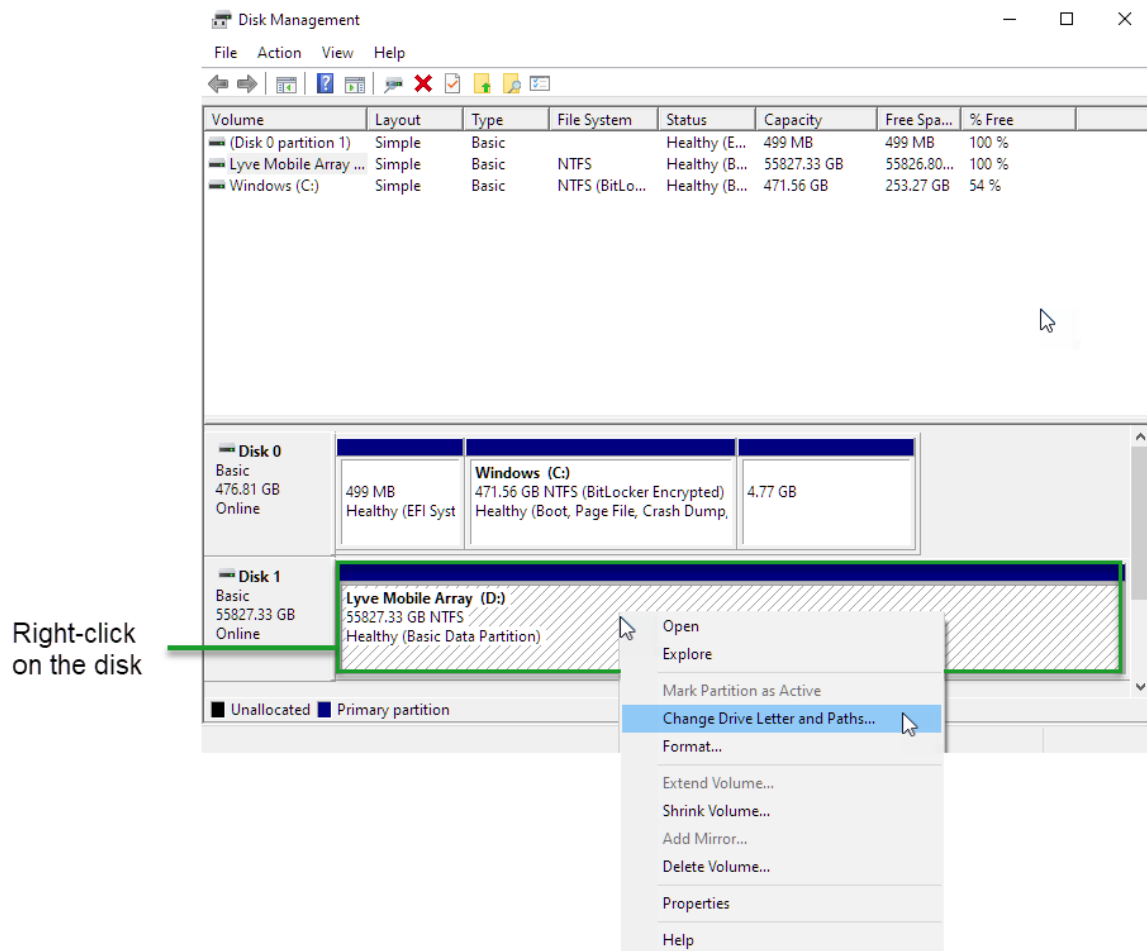 Disk Management
File Action View Help
Volume Layout Type File System Status Capacity Free Spa... % Free
(Disk 0 partition 1) Simple Basic Healthy (E... 499 MB 499 MB 100 %
Lyve Mobile Array ... Simple Basic NTFS Healthy (B... 55827.33 GB 55826.80... 100 %
Windows (C:) Simple Basic NTFS (BitLo... Healthy (B... 471.56 GB 253.27 GB 54 %
Disk 0
Basic
476.81 GB
Online
499 MB
Healthy (EFI Syst
Windows (C:)
471.56 GB NTFS (BitLocker Encrypted)
Healthy (Boot, Page File, Crash Dump,
4.77 GB
Disk 1
Basic
55827.33 GB
Online
Lyve Mobile Array (D:)
55827.33 GB NTFS
Healthy (Basic Data Partition)
Right-click
on the disk
Unallocated Primary partition
Open
Explore
Mark Partition as Active
Change Drive Letter and Paths...
Format...
Extend Volume...
Shrink Volume...
Add Mirror...
Delete Volume...
Properties
Help